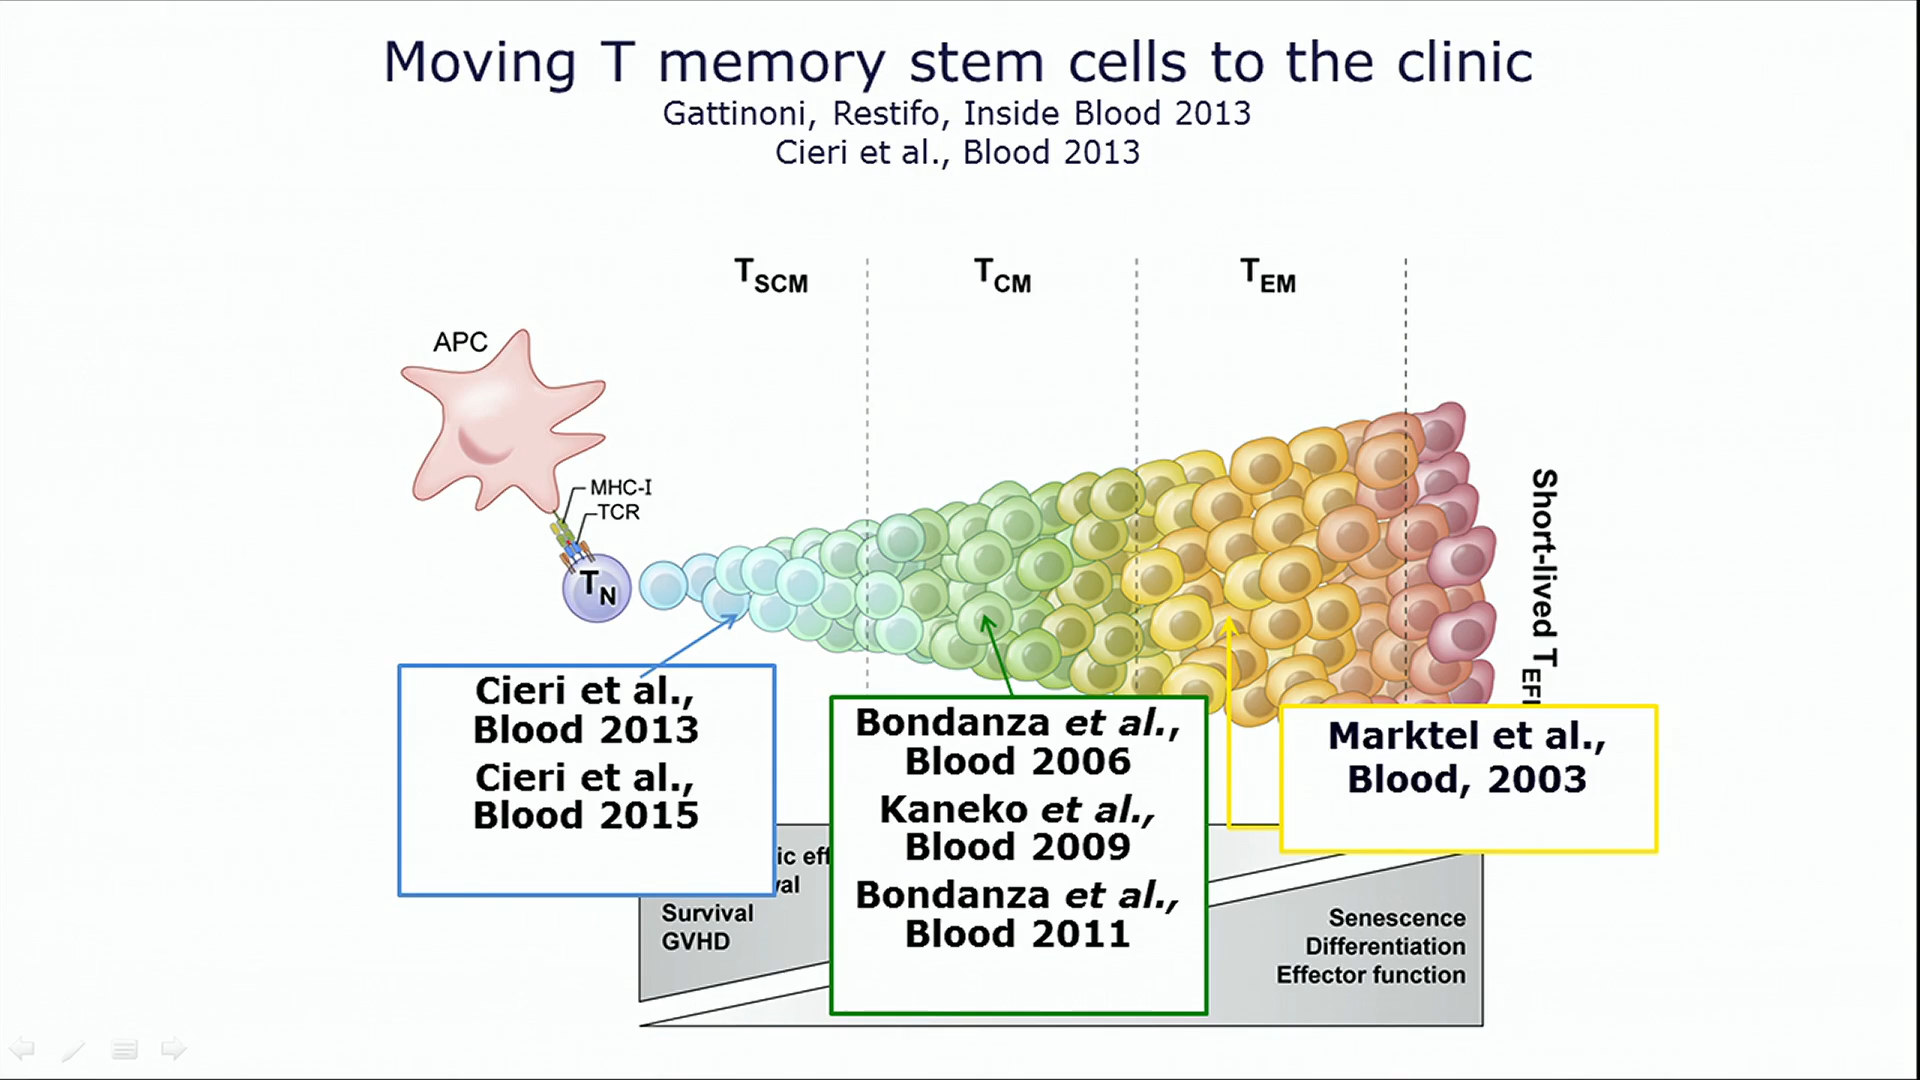 Moving T memory stem cells to the clinic
Gattinoni, Restifo, Inside Blood 2013
Cieri et al., Blood 2013
TSCM
TCM
TEM
APC
MHC-I
TCR
TN
Short-lived T
Cieri et al.,
Blood 2013
Cieri et al.,
Blood 2015
Bondanza et al.,
Blood 2006
Kaneko et al.,
Blood 2009
Bondanza et al.,
Blood 2011
Marktel et al.,
Blood, 2003
Survival
GVHD
Senescence
Differentiation
Effector function